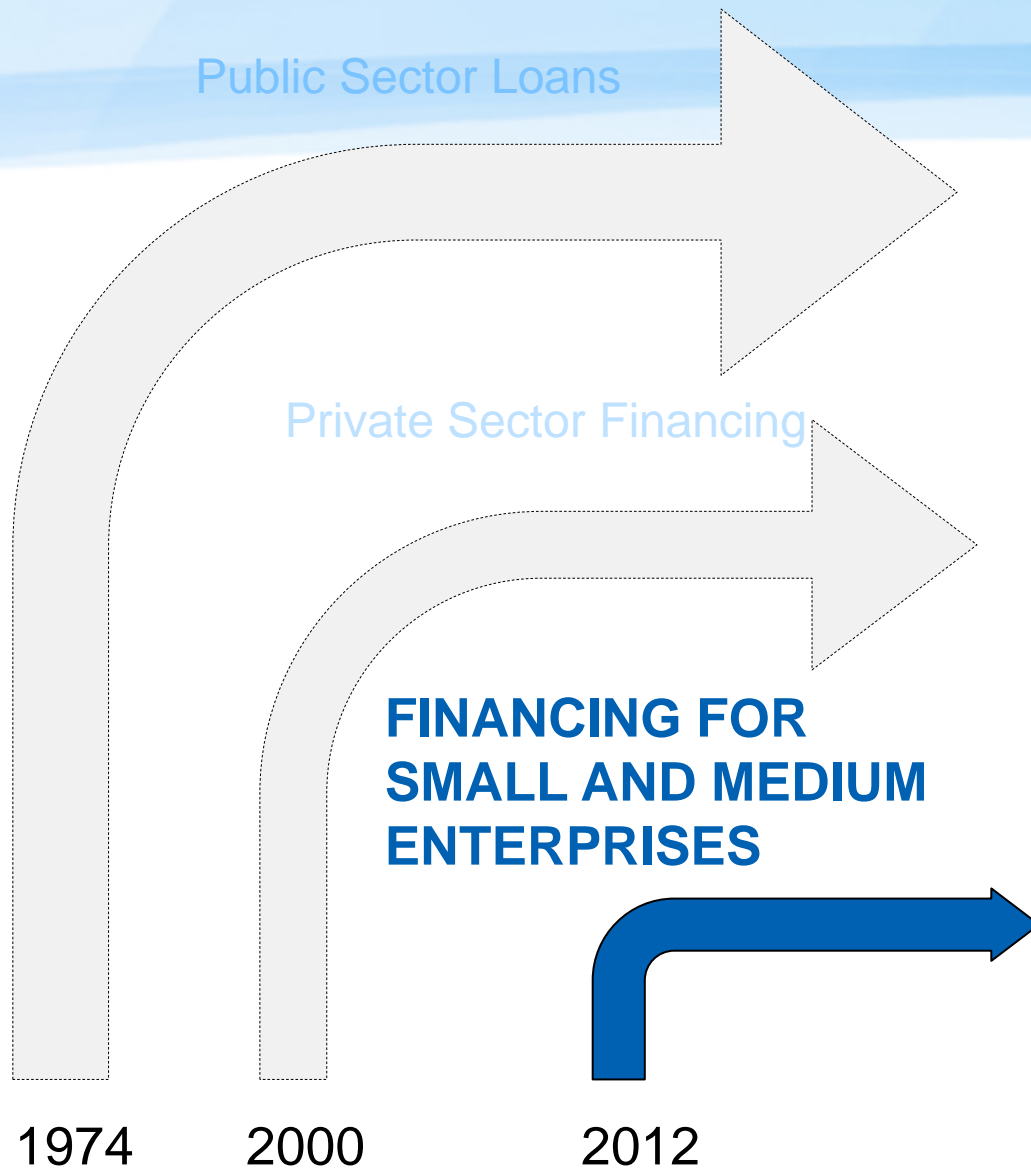 Public Sector Loans
Private Sector Financing
FINANCING FOR
SMALL AND MEDIUM
ENTERPRISES
1974 2000 2012